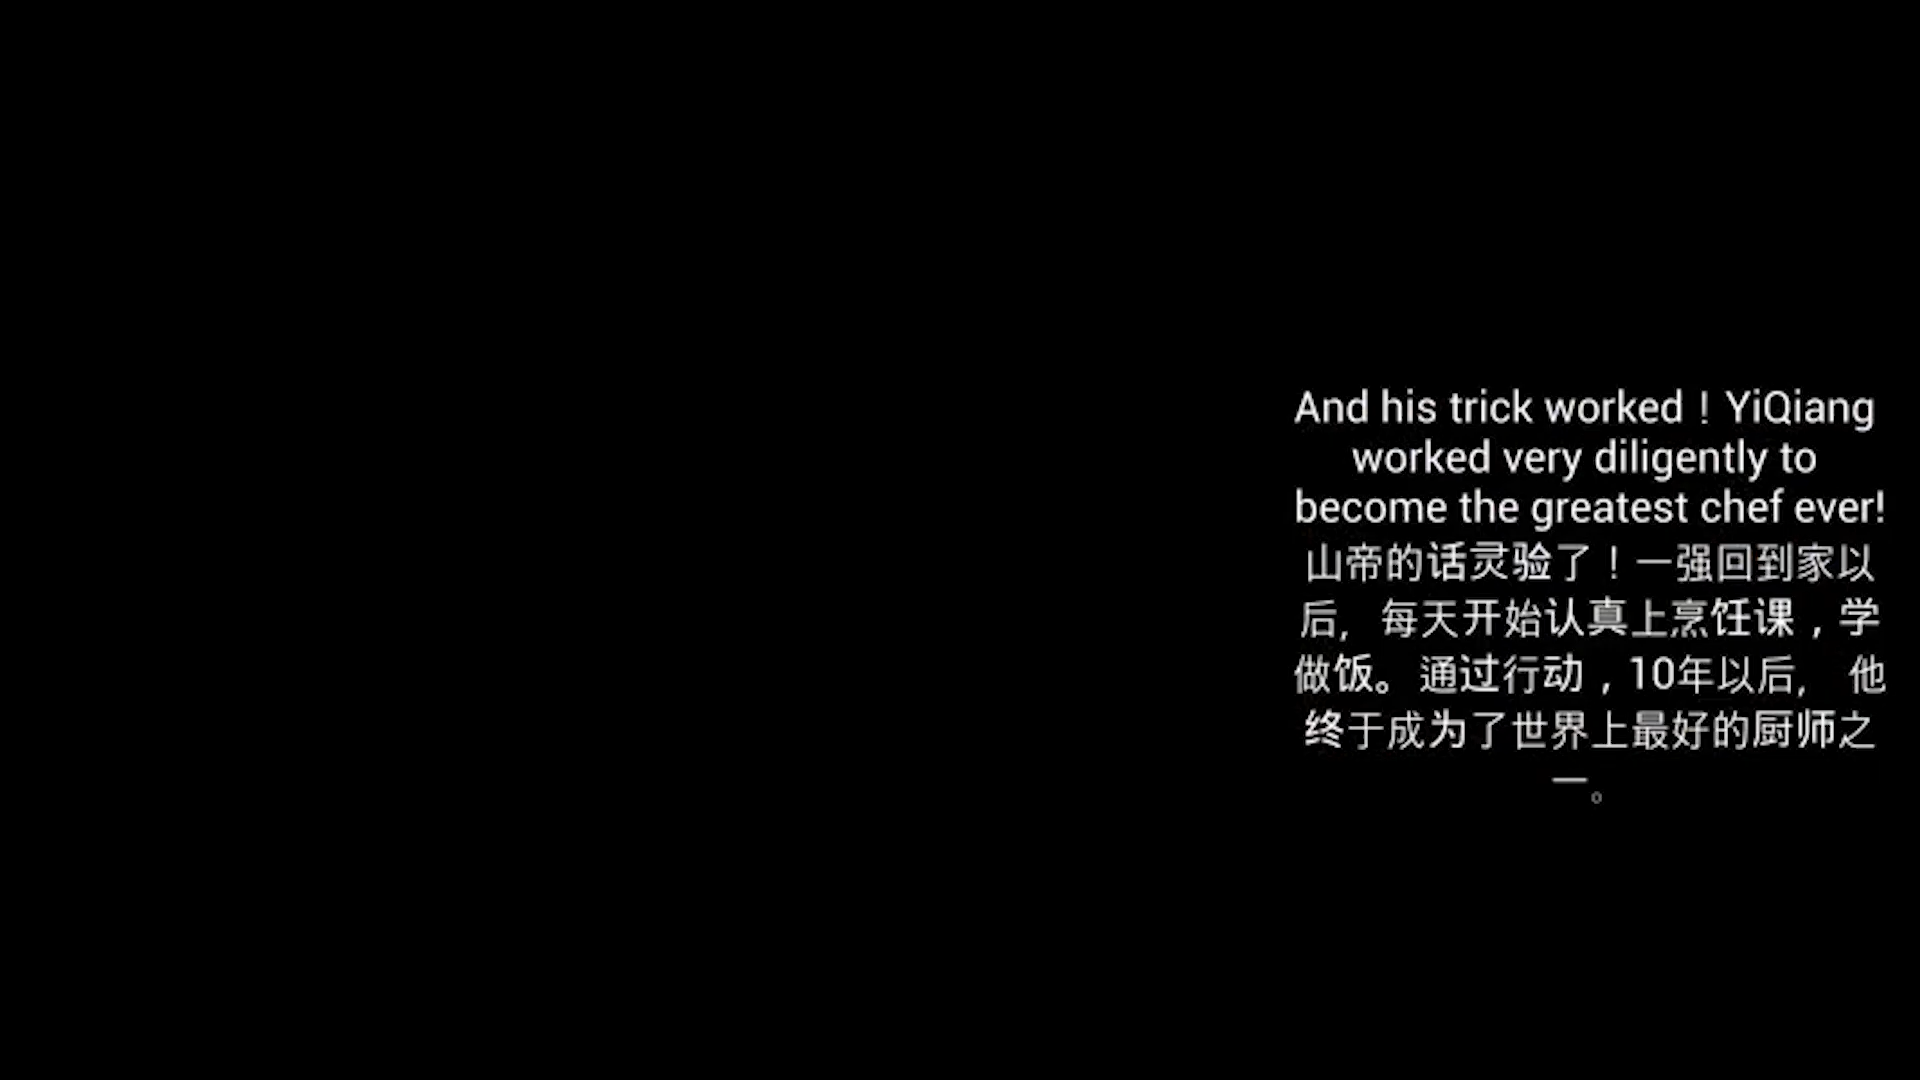 And his trick worked！YiQiang
worked very diligently to
become the greatest chef ever!
山帝的话灵验了！一强回到家以
后， 每天开始认真上烹饪课，学
做饭。通过行动，10年以后， 他
终于成为了世界上最好的厨师之
一。